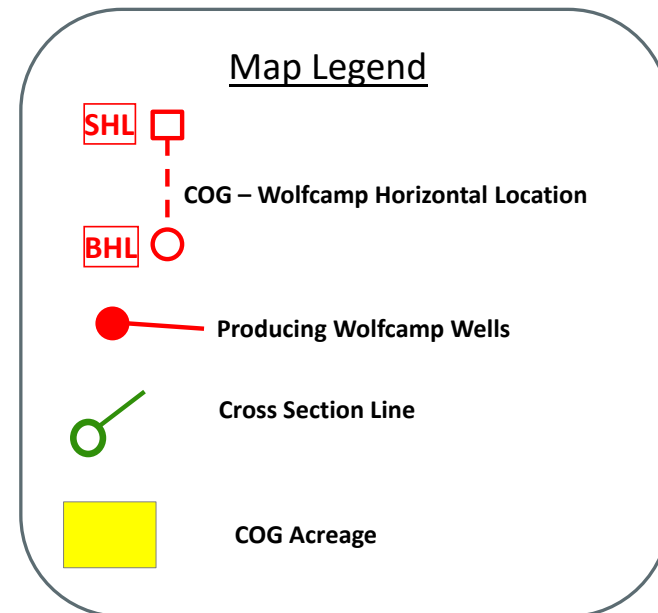 Map Legend
SHL
COG – Wolfcamp Horizontal Location
BHL
Producing Wolfcamp Wells
Cross Section Line
COG Acreage